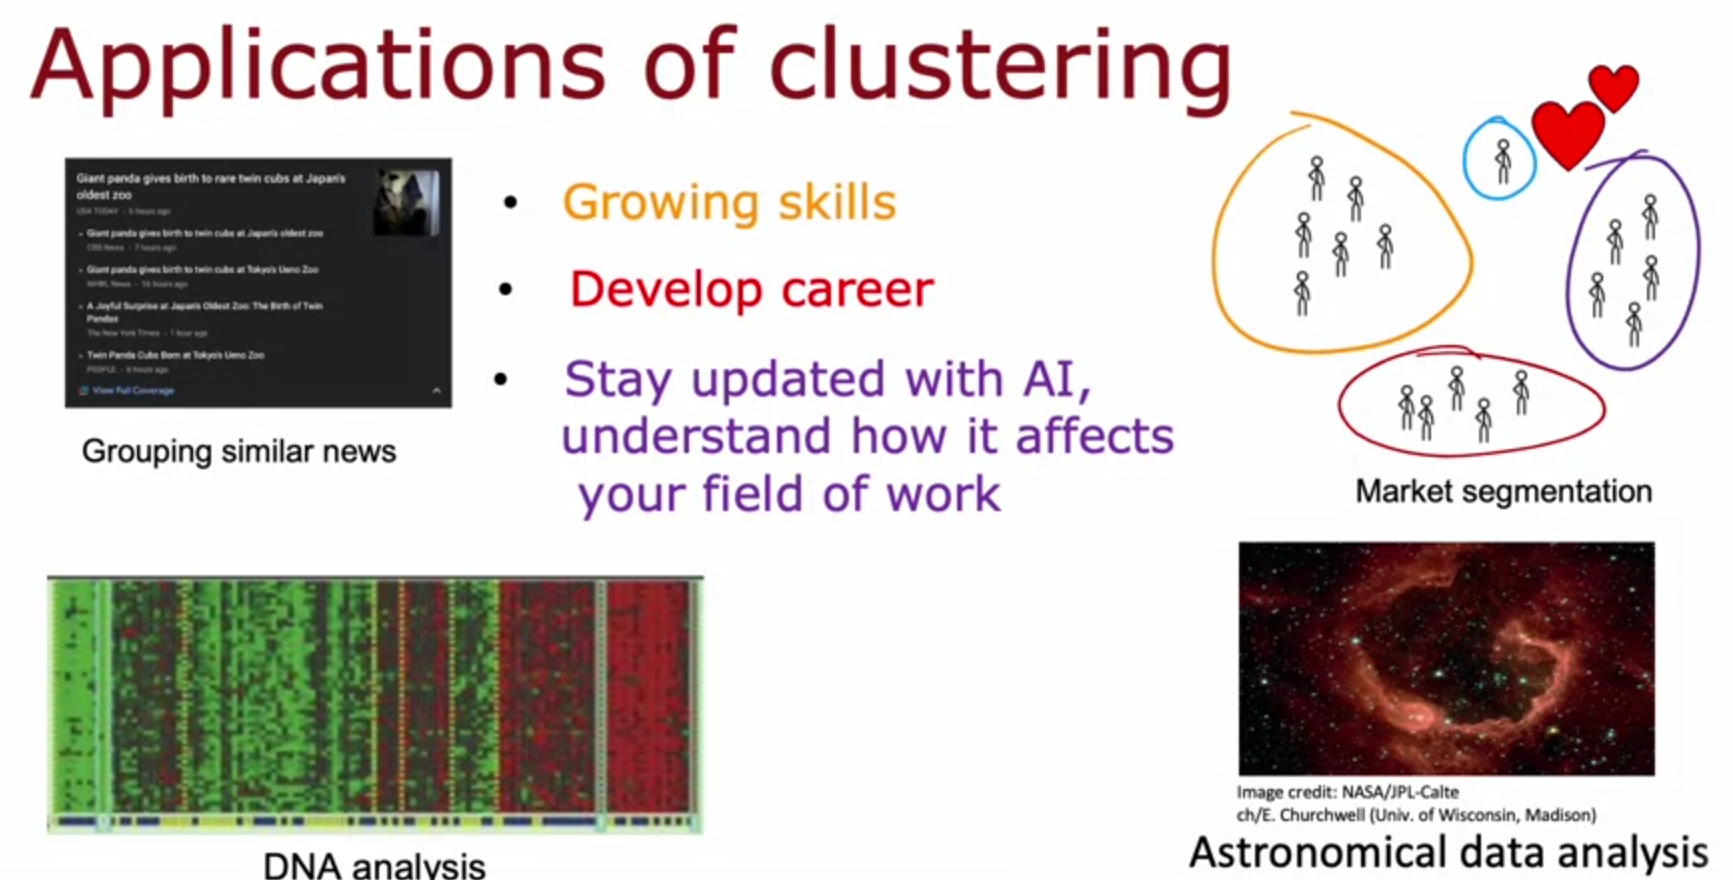 Applications of clustering
Giant panda gives birth to rare twin cubs at Japan's
oldest zoo
USA TODAY · 6 hours ago
Giant panda gives birth to twin cubs at Japan's oldest zoo
CBS News · 7 hours ago
Giant panda gives birth to twin cubs at Tokyo's Ueno Zoo
News · 16 hours ago
A Joyful Surprise at Japan's Oldest Zoo: The Birth of Twin
Pandas
The New York Times · 1 hour ago
Twin Panda Cubs Born at Tokyo's Ueno Zoo
PEOPLE · 6 hours ago
View Full Coverage
Grouping similar news
• Growing skills
• Develop career
• Stay updated with AI,
understand how it affects
your field of work
Market segmentation
DNA analysis
Image credit: NASA/JPL-Calte
ch/E. Churchwell (Univ. of Wisconsin, Madison)
Astronomical data analysis